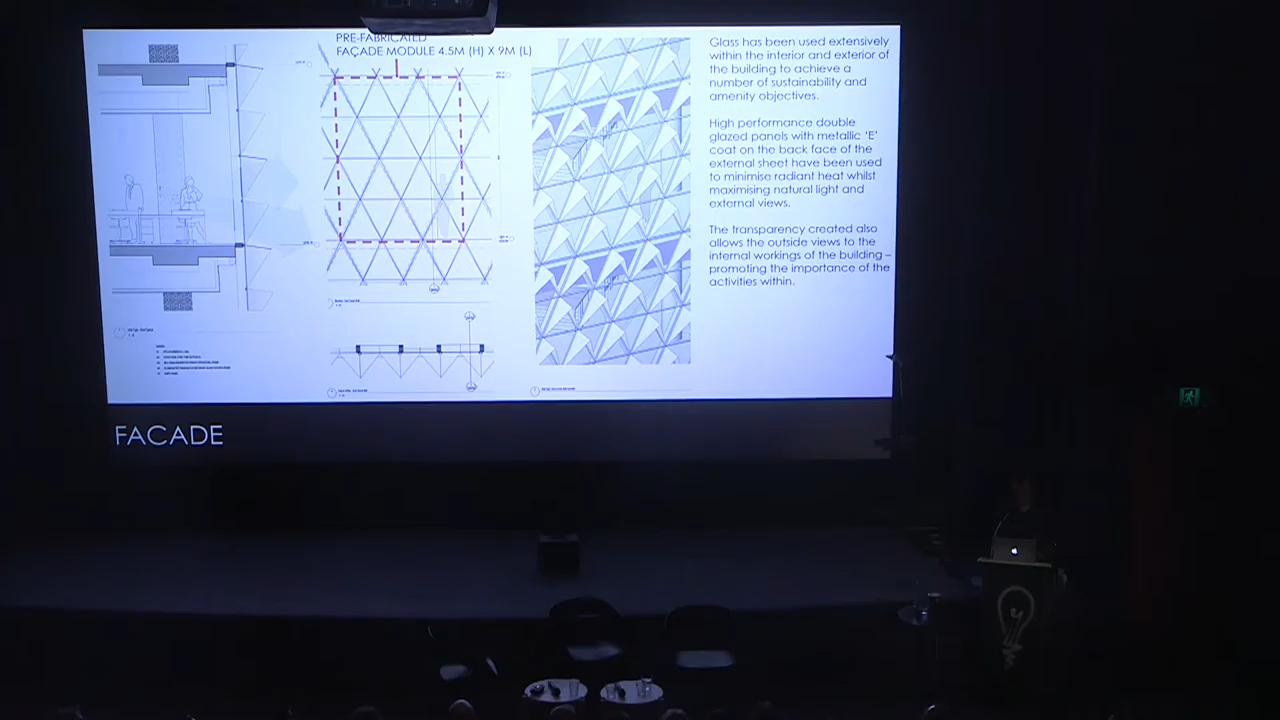 PRE-FABRICATED
FAÇADE MODULE 4.5M (H) X 9M (L)
Glass has been used extensively
within the interior and exterior of
the building to achieve a
number of sustainability and
amenity objectives.
High performance double
glazed panels with metallic ‘E’
coat on the back face of the
external sheet have been used
to minimise radiant heat whilst
maximising natural light and
external views.
The transparency created also
allows the outside views to the
internal workings of the building –
promoting the importance of the
activities within.
FACADE